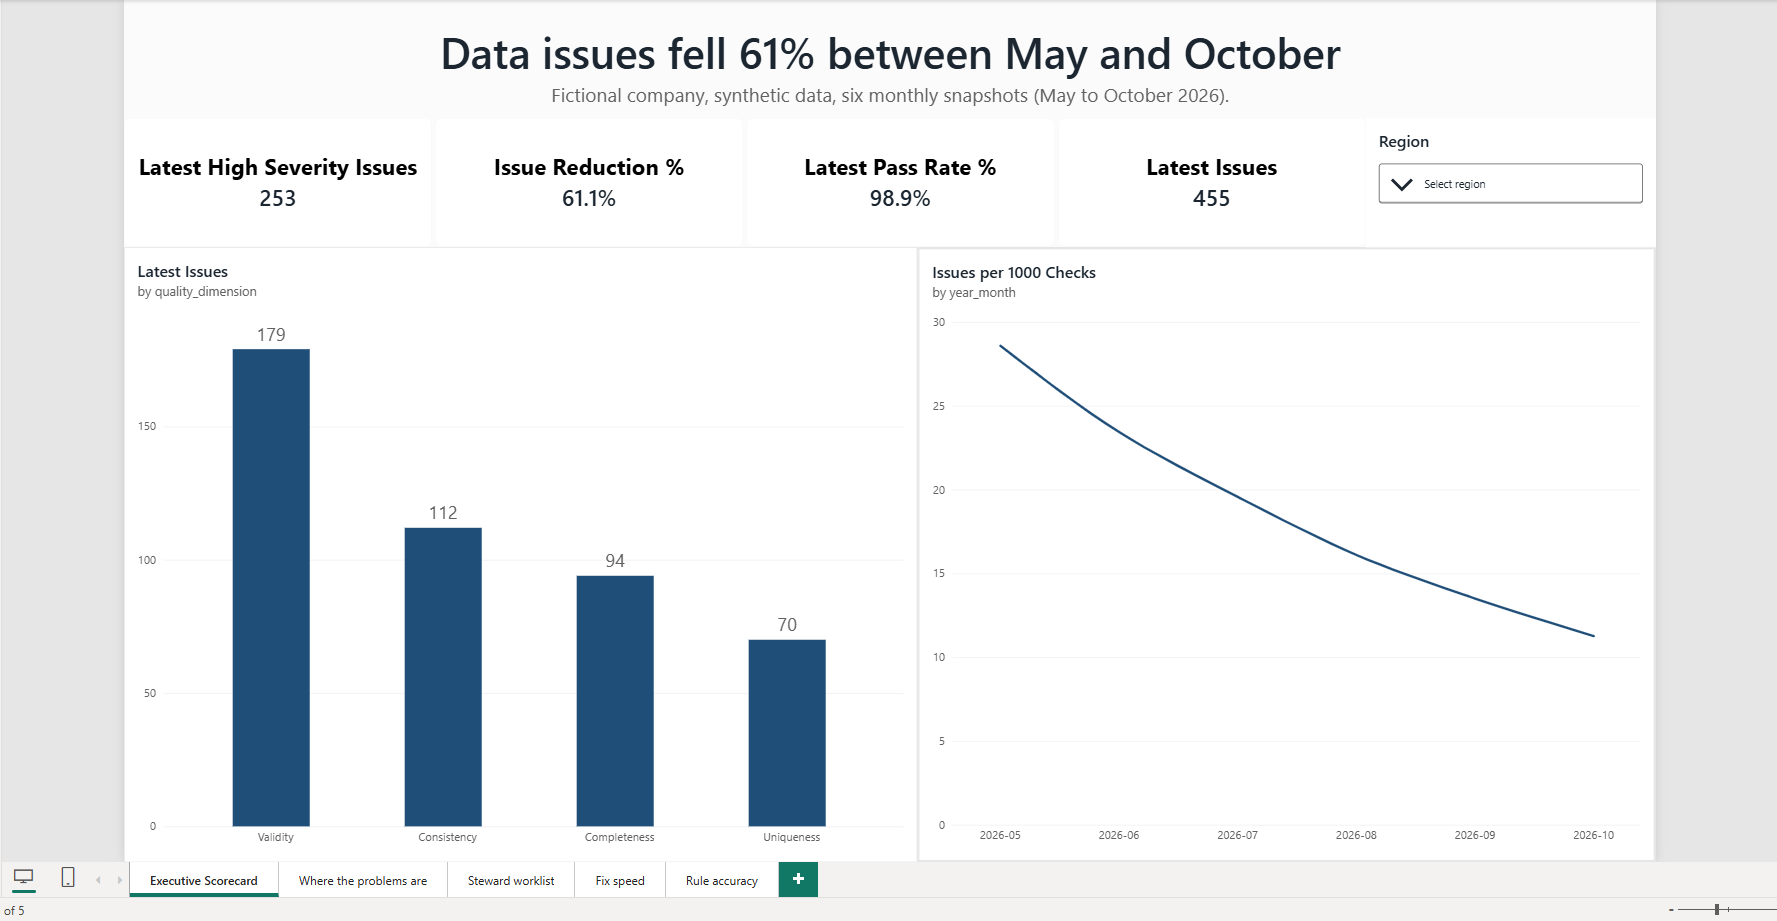 Data issues fell 61% between May and October
Fictional company, synthetic data, six monthly snapshots (May to October 2026).
Latest High Severity Issues
253
Issue Reduction %
61.1%
Latest Pass Rate %
98.9%
Latest Issues
455
Region
Select region
Latest Issues
by quality_dimension
179
112
94
70
150
100
50
0
Validity
Consistency
Completeness
Uniqueness
Issues per 1000 Checks
by year_month
30
25
20
15
10
5
0
2026-05
2026-06
2026-07
2026-08
2026-09
2026-10
Executive Scorecard
Where the problems are
Steward worklist
Fix speed
Rule accuracy
+
of 5
-